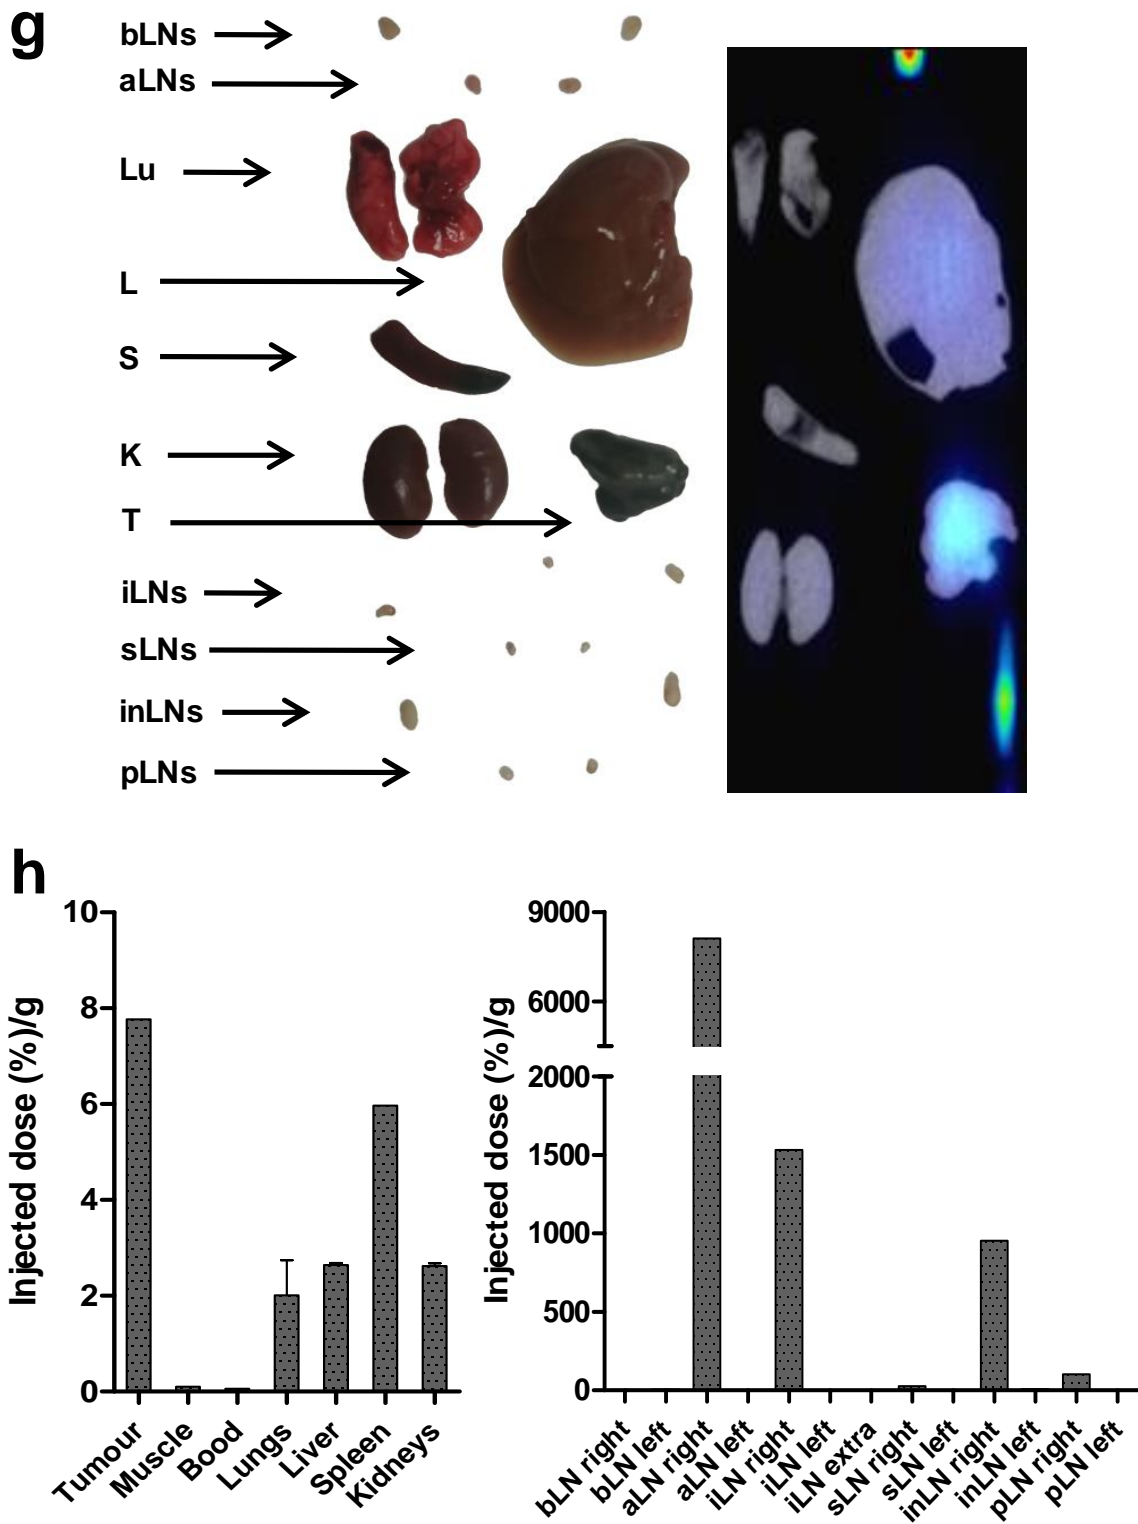 g
bLNs
aLNs
Lu
L
S
K
T
iLNs
sLNs
inLNs
pLNs
h
10
8
6
4
2
0
Injected dose (%)/g
Tumour
Muscle
Bood
Lungs
Liver
Spleen
Kidneys
9000
6000
2000
1500
1000
500
0
Injected dose (%)/g
bLN right
bLN left
aLN right
aLN left
iLN right
iLN left
iLN extra
sLN right
sLN left
inLN right
inLN left
pLN right
pLN left